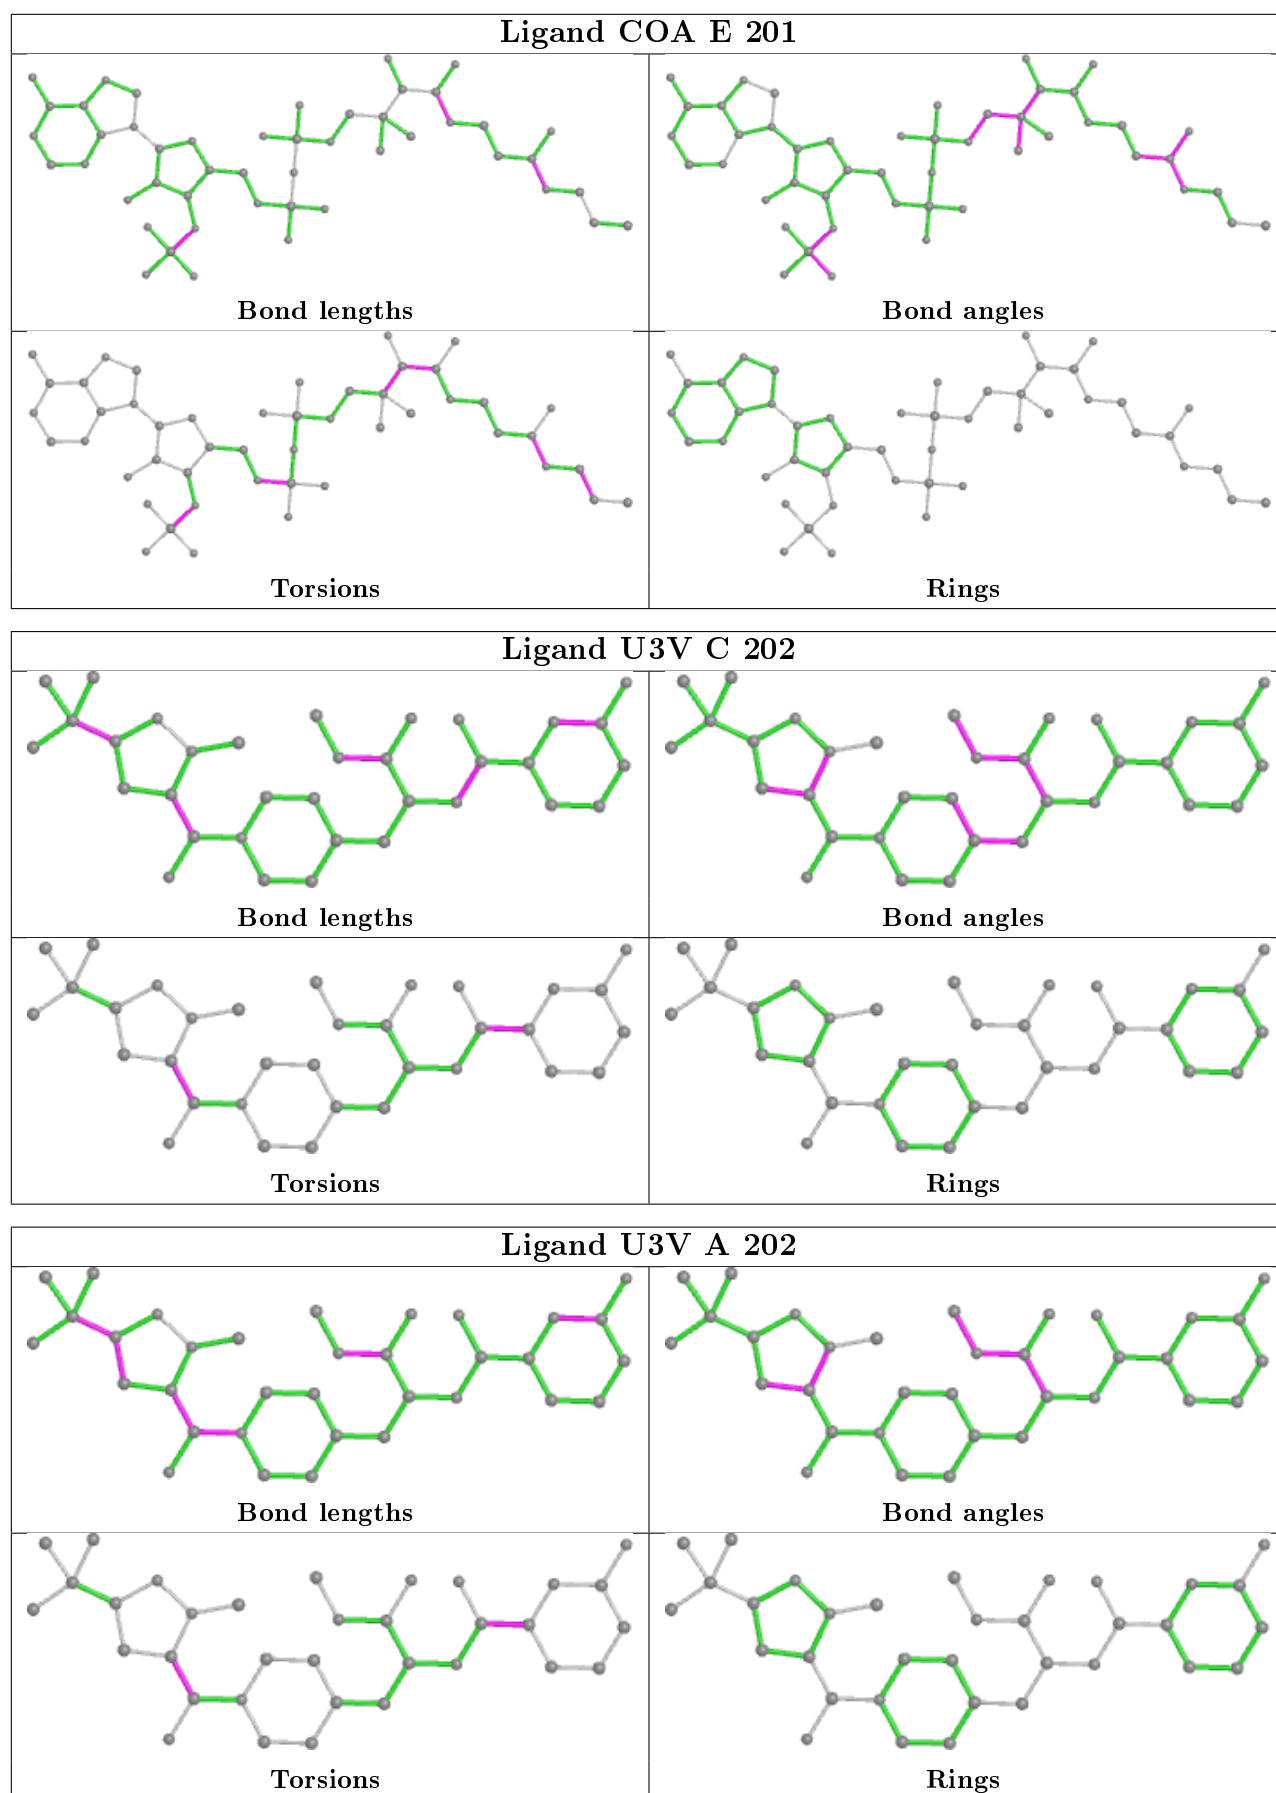 Ligand COA E 201
Bond lengths
Bond angles
Torsions
Rings
Ligand U3V C 202
Bond lengths
Bond angles
Torsions
Rings
Ligand U3V A 202
Bond lengths
Bond angles
Torsions
Rings